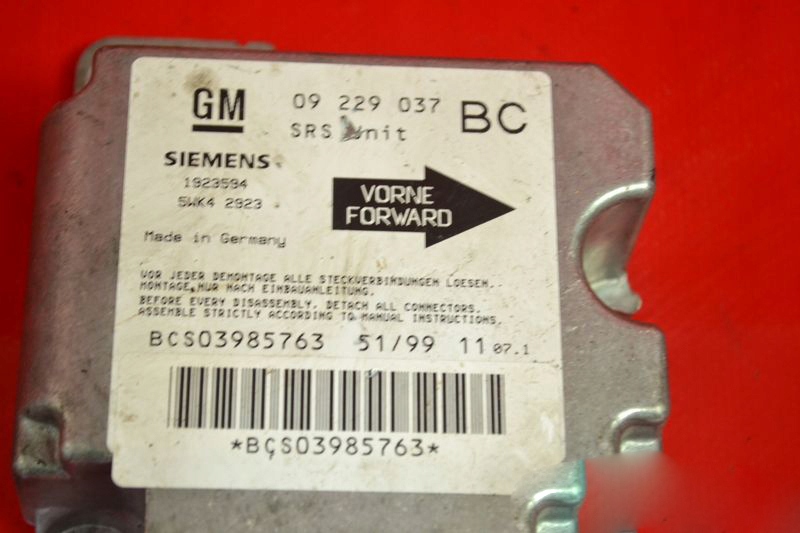 GM 09 229 037 BC
SRS Unit
SIEMENS
1923594
5WK4 2923
VORNE
FORWARD
Made in Germany
VOR JEDER DEMONTAGE ALLE STECKVERBINDUNGEN LOESEN.
MONTAGE NUR NACH EINBAUANLEITUNG.
BEFORE EVERY DISASSEMBLY, DETACH ALL CONNECTORS.
ASSEMBLE STRICTLY ACCORDING TO MANUAL INSTRUCTIONS.
BCS03985763 51/99 11 07.1
*BCS03985763*